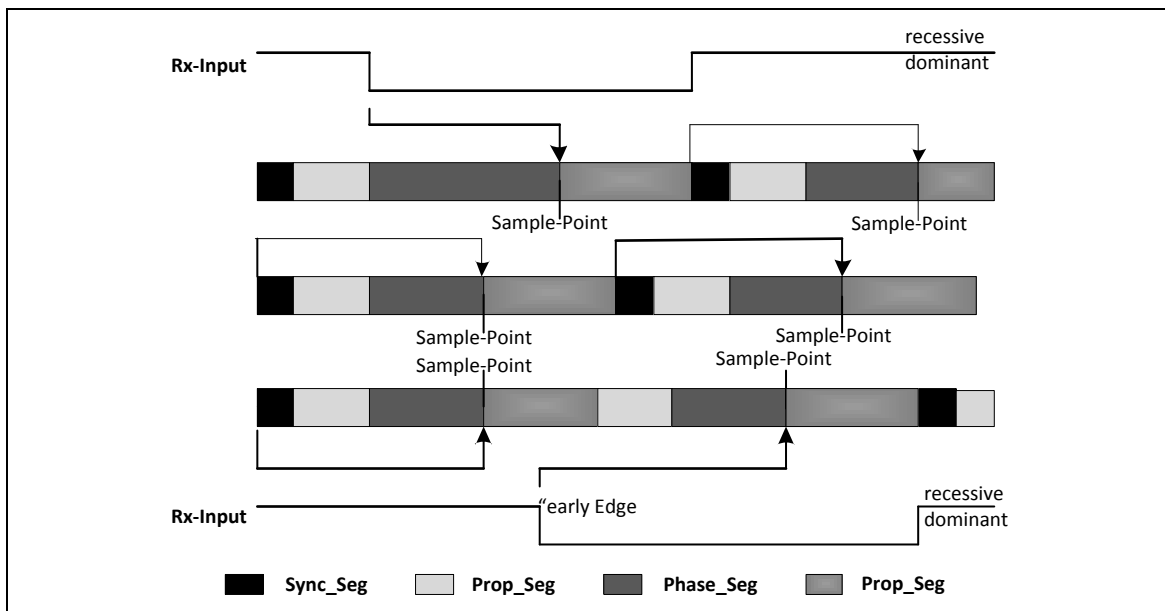 recessive
Rx-Input
dominant
Sample-Point
Sample-Point
Sample-Point
Sample-Point
Sample-Point
Sample-Point
“early Edge
recessive
Rx-Input
dominant
Sync_Seg
Prop_Seg
Phase_Seg
Prop_Seg